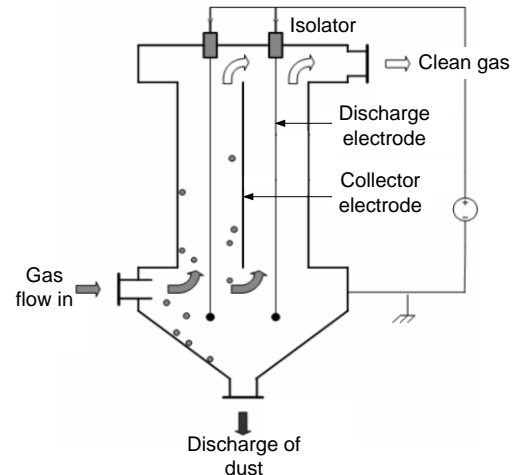 Isolator
Clean gas
Discharge
electrode
Collector
electrode
Gas
flow in
Discharge of
dust